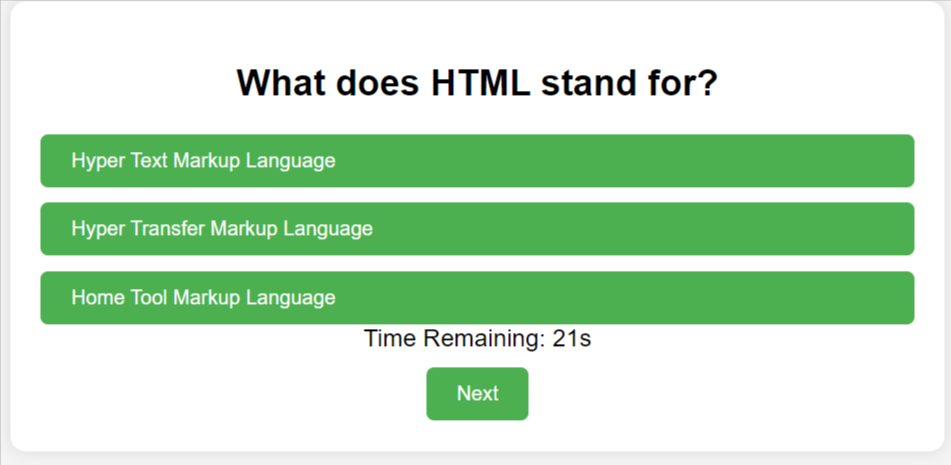 What does HTML stand for?
Hyper Text Markup Language
Hyper Transfer Markup Language
Home Tool Markup Language
Time Remaining: 21s
Next